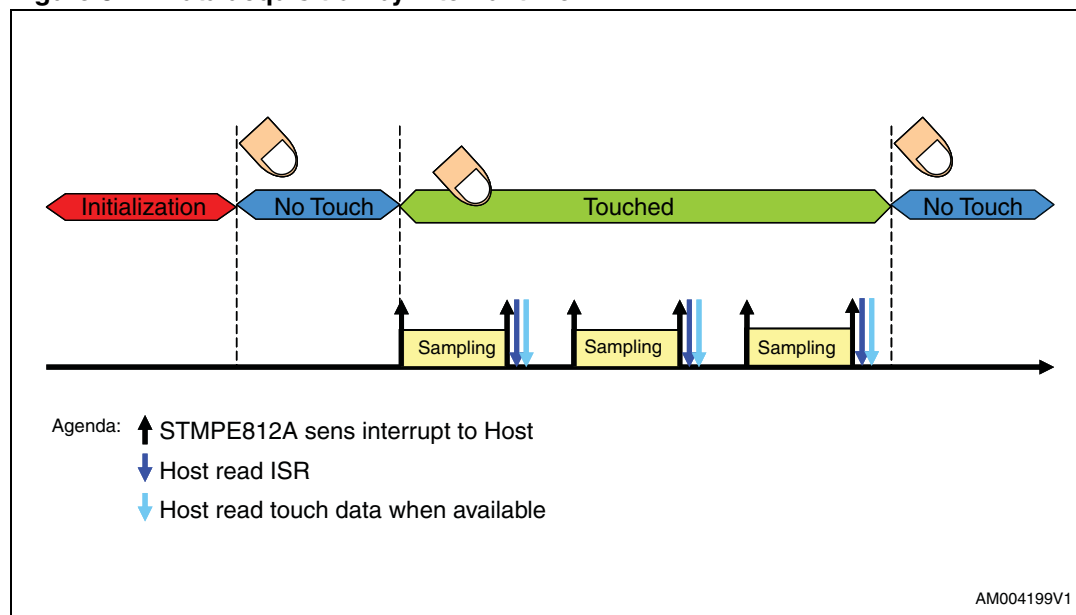 Initialization
No Touch
Touched
No Touch
Sampling
Sampling
Sampling
Agenda:
STMPE812A sens interrupt to Host
Host read ISR
Host read touch data when available
AM004199V1